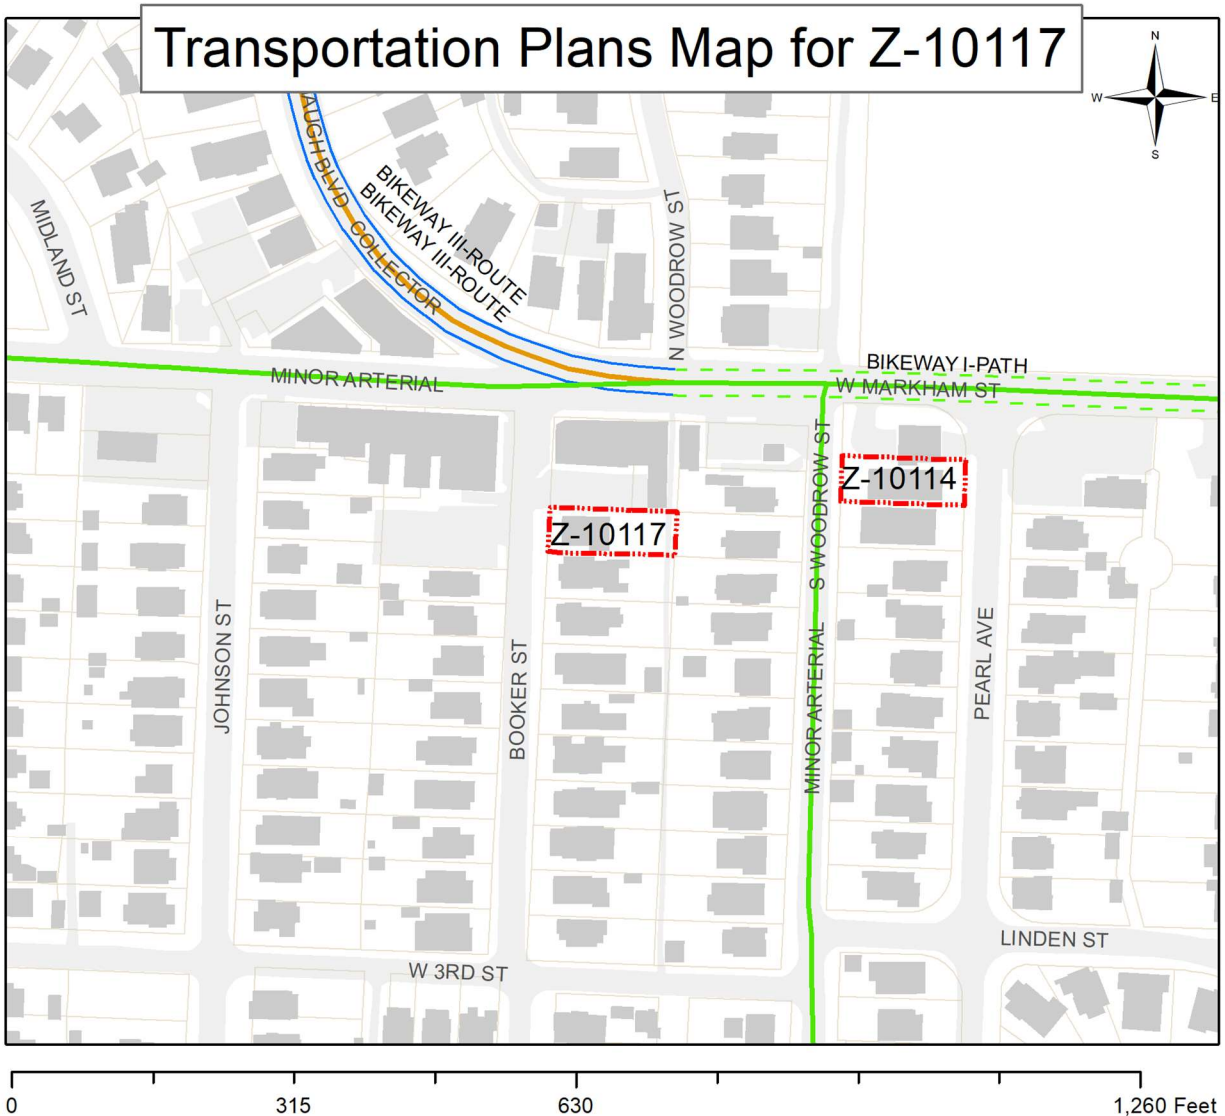 Transportation Plans Map for Z-10117
N
W
E
S
AUGH BLVD COLLECTOR
BIKEWAY III-ROUTE
BIKEWAY III-ROUTE
MIDLAND ST
N WOODROW ST
BIKEWAY I-PATH
MINOR ARTERIAL
W MARKHAM ST
S WOODROW ST
Z-10114
Z-10117
JOHNSON ST
BOOKER ST
MINOR ARTERIAL
PEARL AVE
LINDEN ST
W 3RD ST
0
315
630
1,260 Feet